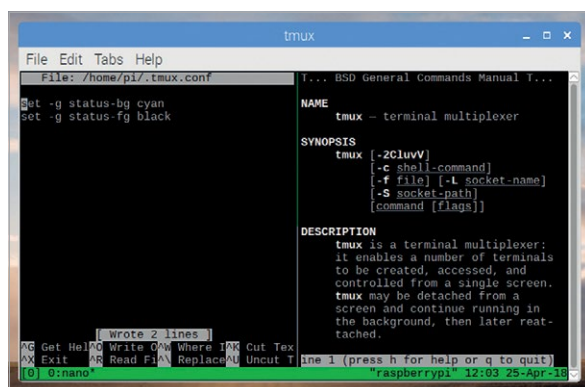 tmux
File Edit Tabs Help
File: /home/pi/.tmux.conf
set -g status-bg cyan
set -g status-fg black
[ Wrote 2 lines ]
^G Get Hel^O Write O^W Where I^K Cut Tex
^X Exit ^R Read Fi^\ Replace^U Uncut T
T... BSD General Commands Manual T...
NAME
tmux — terminal multiplexer
SYNOPSIS
tmux [-2CluvV]
[-c shell-command]
[-f file] [-L socket-name]
[-S socket-path]
[command [flags]]
DESCRIPTION
tmux is a terminal multiplexer:
it enables a number of terminals
to be created, accessed, and
controlled from a single screen.
tmux may be detached from a
screen and continue running in
the background, then later reat-
tached.
ine 1 (press h for help or q to quit)
[0] 0:nano* "raspberrypi" 12:03 25-Apr-18